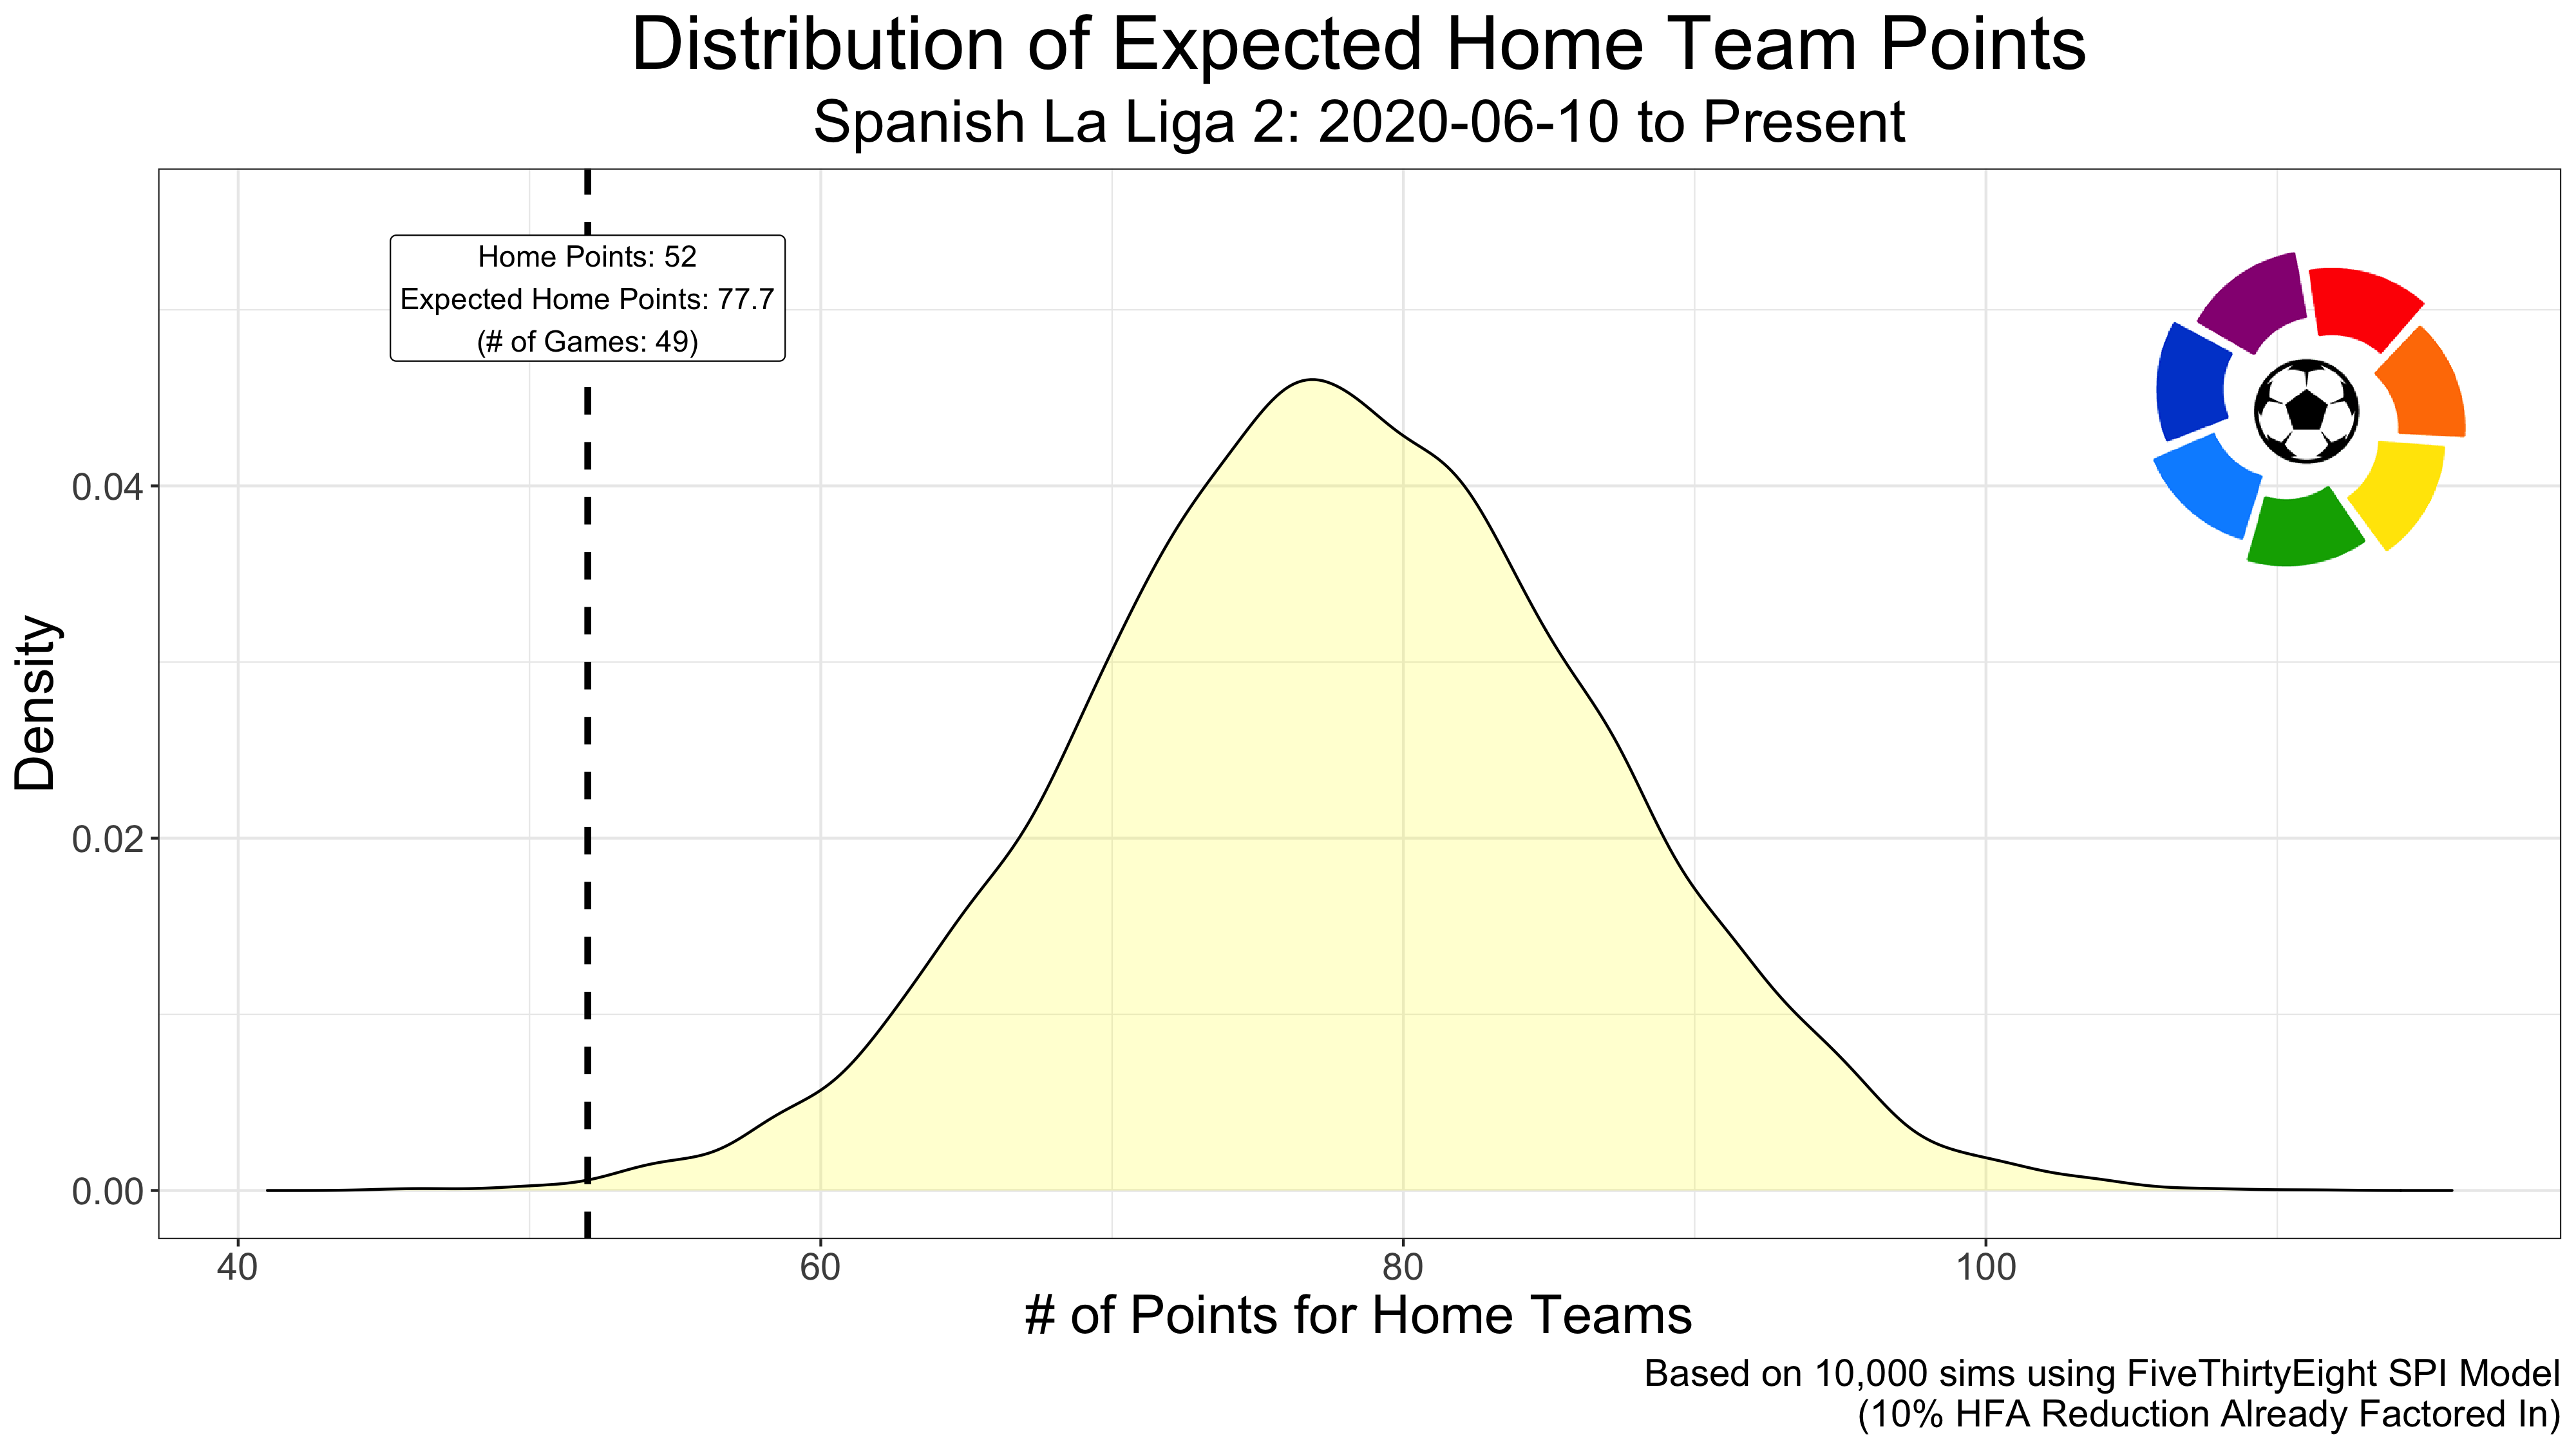 Distribution of Expected Home Team Points
Spanish La Liga 2: 2020-06-10 to Present
Home Points: 52
Expected Home Points: 77.7
(# of Games: 49)
Density
0.04
0.02
0.00
40 60 80 100
# of Points for Home Teams
Based on 10,000 sims using FiveThirtyEight SPI Model
(10% HFA Reduction Already Factored In)